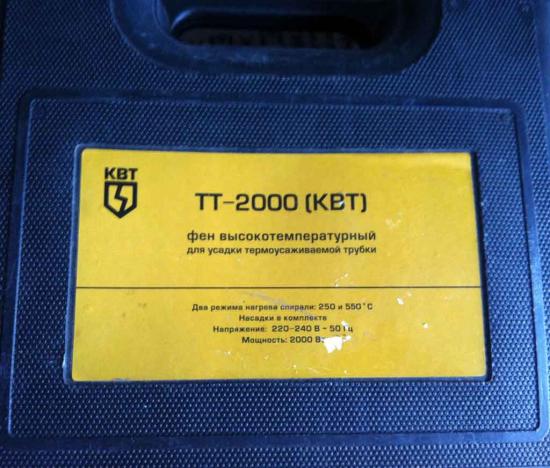 КВТ
ТТ-2000 (КВТ)
фен высокотемпературный
для усадки термоусаживаемой трубки
Два режима нагрева спирали: 250 и 550°С
Насадки в комплекте
Напряжение: 220-240 В ~ 50 Гц
Мощность: 2000 В